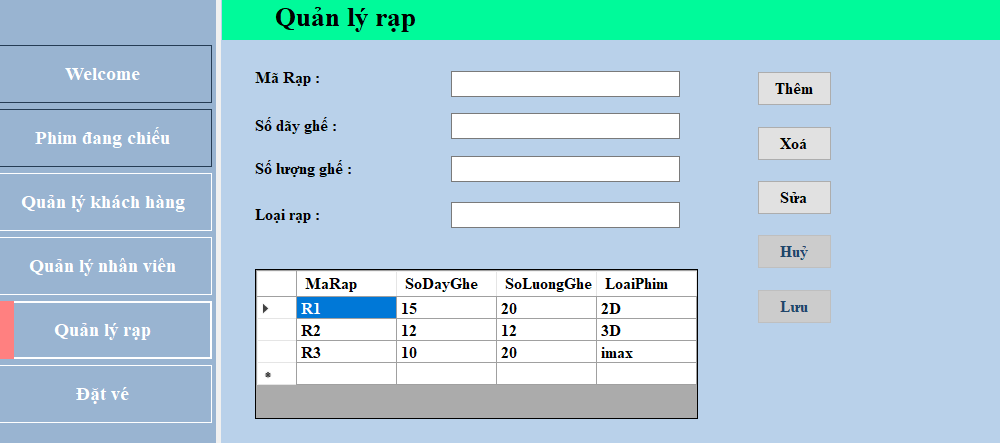 Quản lý rạp
Welcome
Phim đang chiếu
Quản lý khách hàng
Quản lý nhân viên
Quản lý rạp
Đặt vé
Mã Rạp :
Số dãy ghế :
Số lượng ghế :
Loại rạp :
Thêm
Xoá
Sửa
Huỷ
Lưu
MaRap SoDayGhe SoLuongGhe LoaiPhim
R1 15 20 2D
R2 12 12 3D
R3 10 20 imax